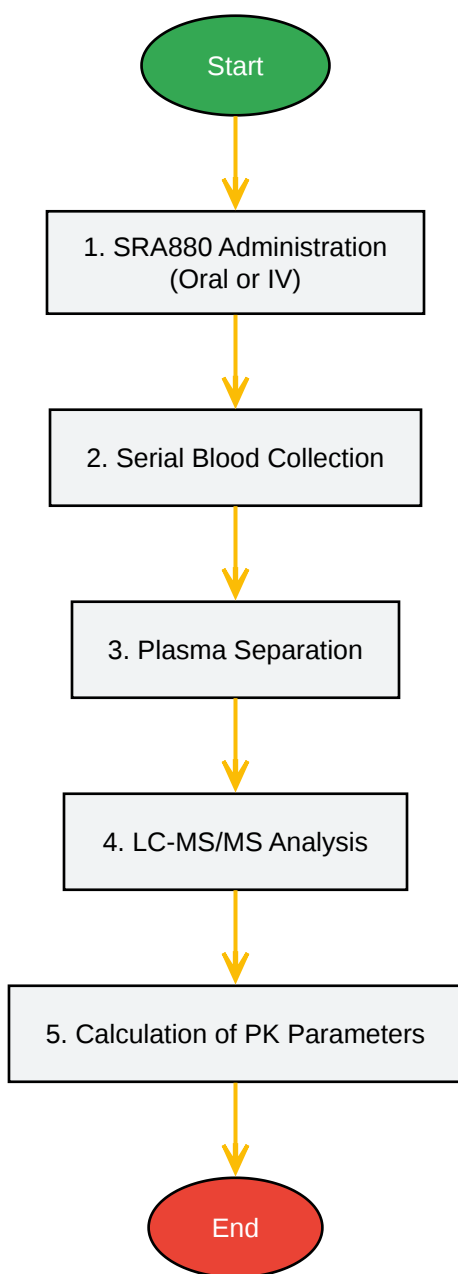 Start
1. SRA880 Administration
(Oral or IV)
2. Serial Blood Collection
3. Plasma Separation
4. LC-MS/MS Analysis
5. Calculation of PK Parameters
End